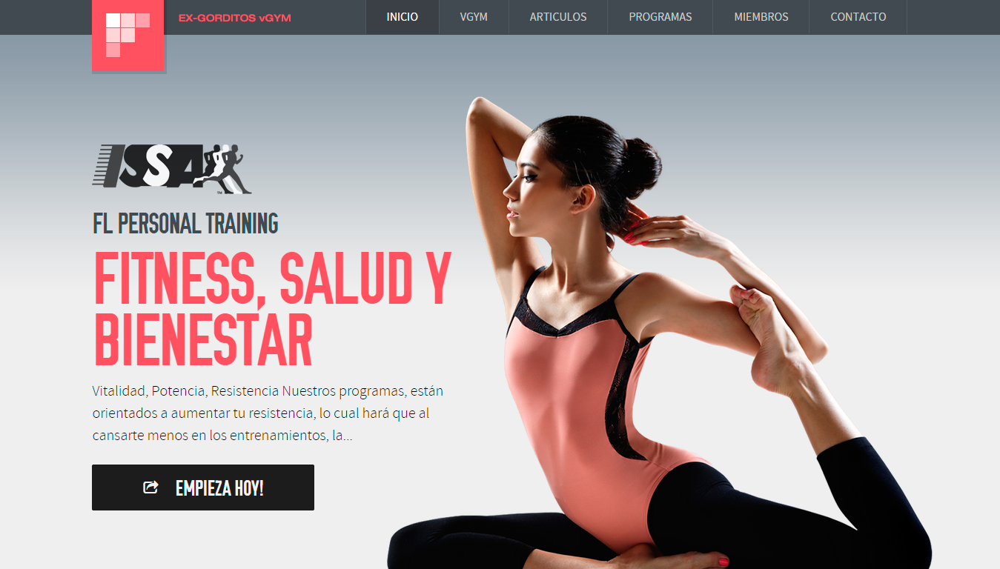 EX-GORDITOS vGYM
INICIO
VGYM
ARTICULOS
PROGRAMAS
MIEMBROS
CONTACTO
ISSA
TM
FL PERSONAL TRAINING
FITNESS, SALUD Y
BIENESTAR
Vitalidad, Potencia, Resistencia Nuestros programas, están
orientados a aumentar tu resistencia, lo cual hará que al
cansarte menos en los entrenamientos, la...
EMPIEZA HOY!